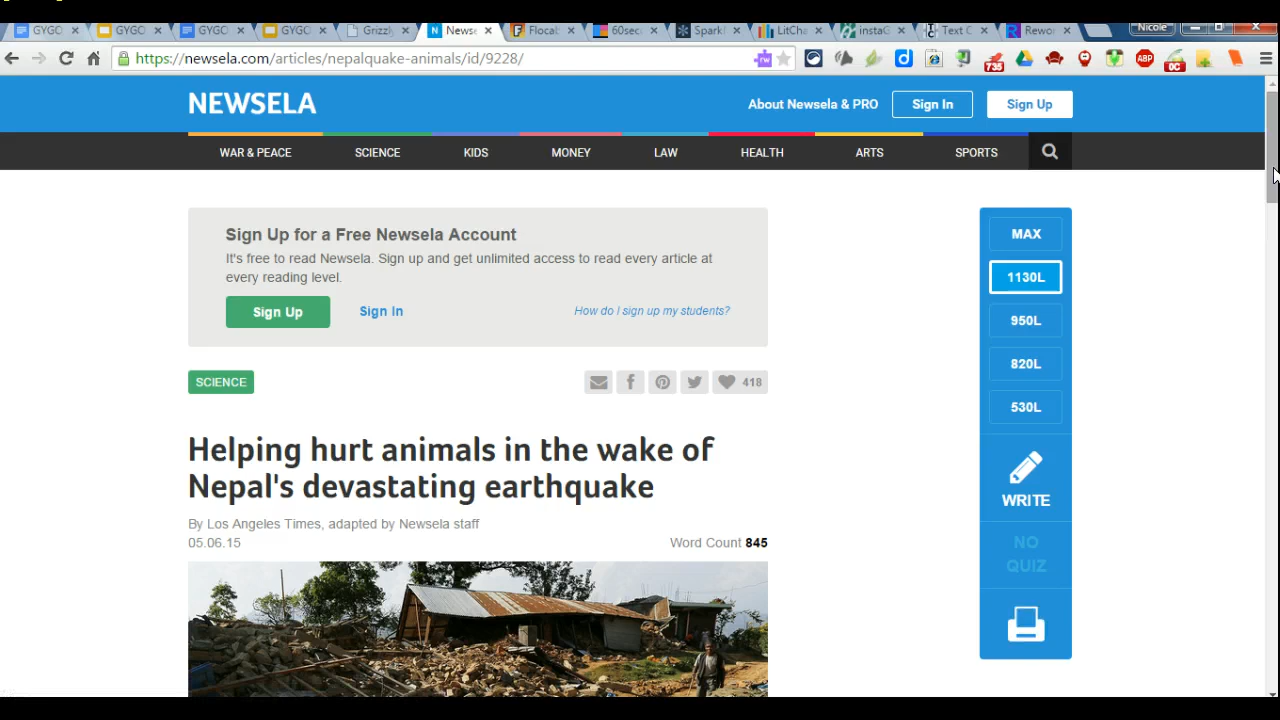 GYGO GYGO GYGO GYGO Grizzly Newse Flocab 60sec Spark LitCha instaG Text C Rewor Nicole
https://newsela.com/articles/nepalquake-animals/id/9228/
735 ABP 0C
NEWSELA
About Newsela & PRO Sign In Sign Up
WAR & PEACE SCIENCE KIDS MONEY LAW HEALTH ARTS SPORTS
Sign Up for a Free Newsela Account
It's free to read Newsela. Sign up and get unlimited access to read every article at
every reading level.
Sign Up Sign In How do I sign up my students?
SCIENCE
418
Helping hurt animals in the wake of
Nepal's devastating earthquake
By Los Angeles Times, adapted by Newsela staff
05.06.15
Word Count 845
MAX
1130L
950L
820L
530L
WRITE
NO
QUIZ